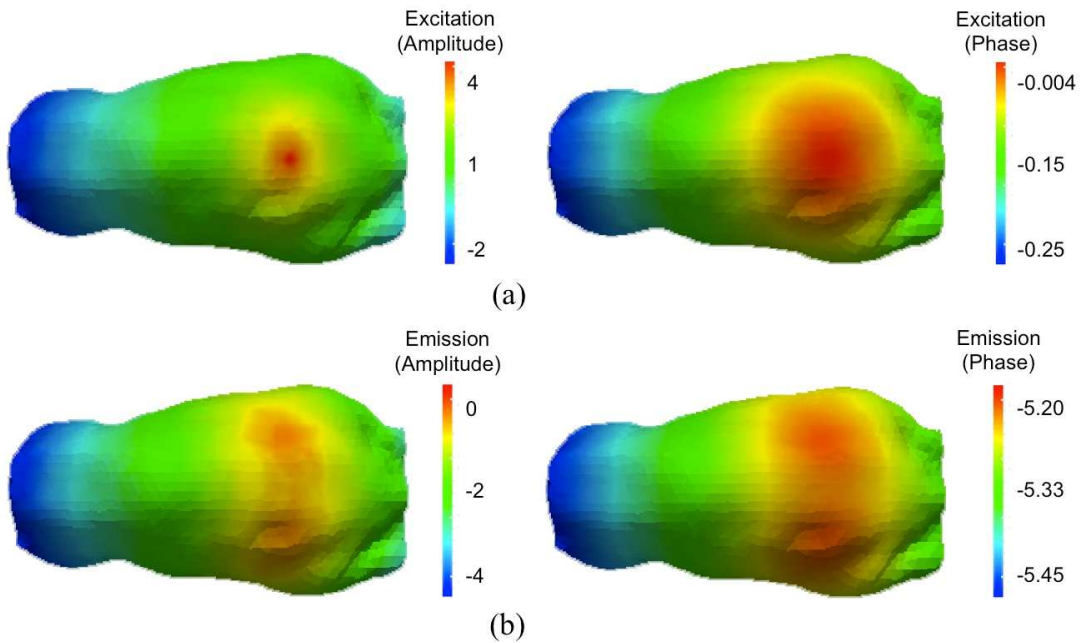 Excitation
(Amplitude)
4
1
-2
Excitation
(Phase)
-0.004
-0.15
-0.25
(a)
Emission
(Amplitude)
0
-2
-4
Emission
(Phase)
-5.20
-5.33
-5.45
(b)